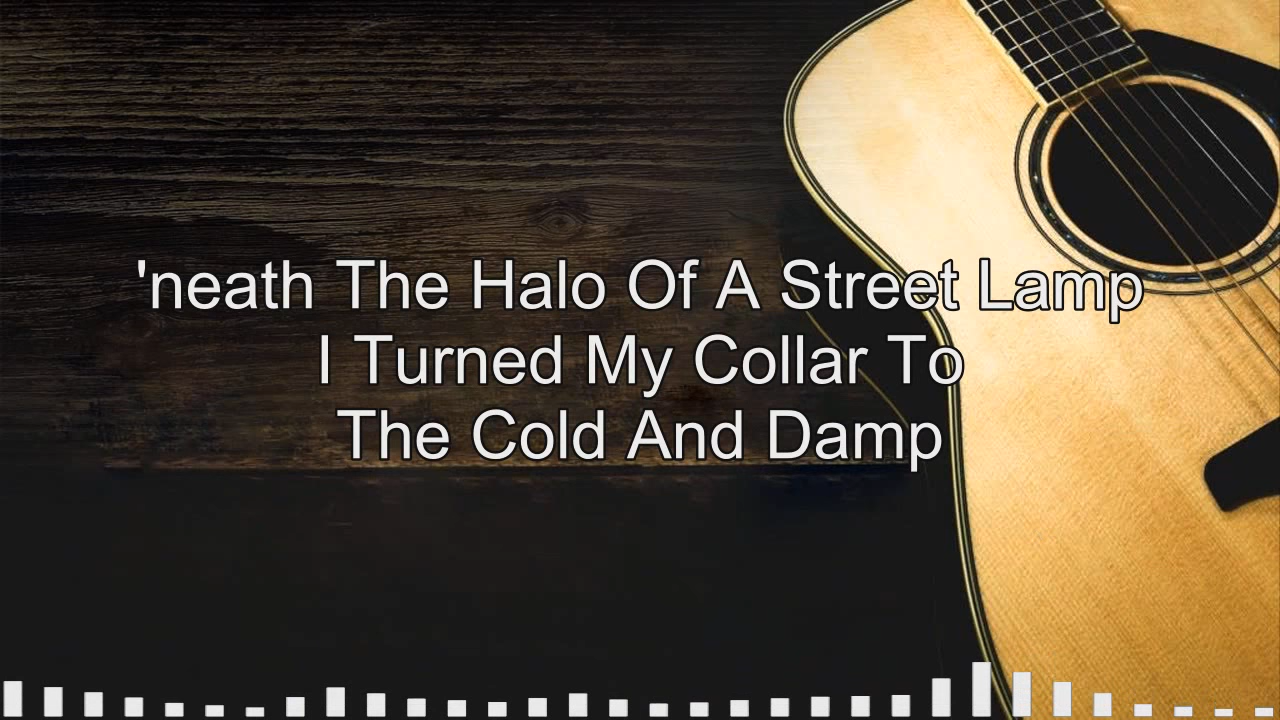 'neath The Halo Of A Street Lamp
I Turned My Collar To
The Cold And Damp